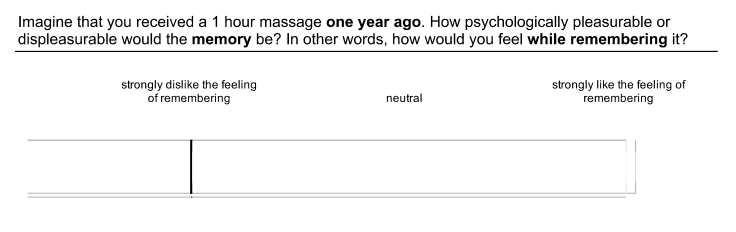 Imagine that you received a 1 hour massage one year ago. How psychologically pleasurable or
displeasurable would the memory be? In other words, how would you feel while remembering it?
strongly dislike the feeling
of remembering
neutral
strongly like the feeling of
remembering